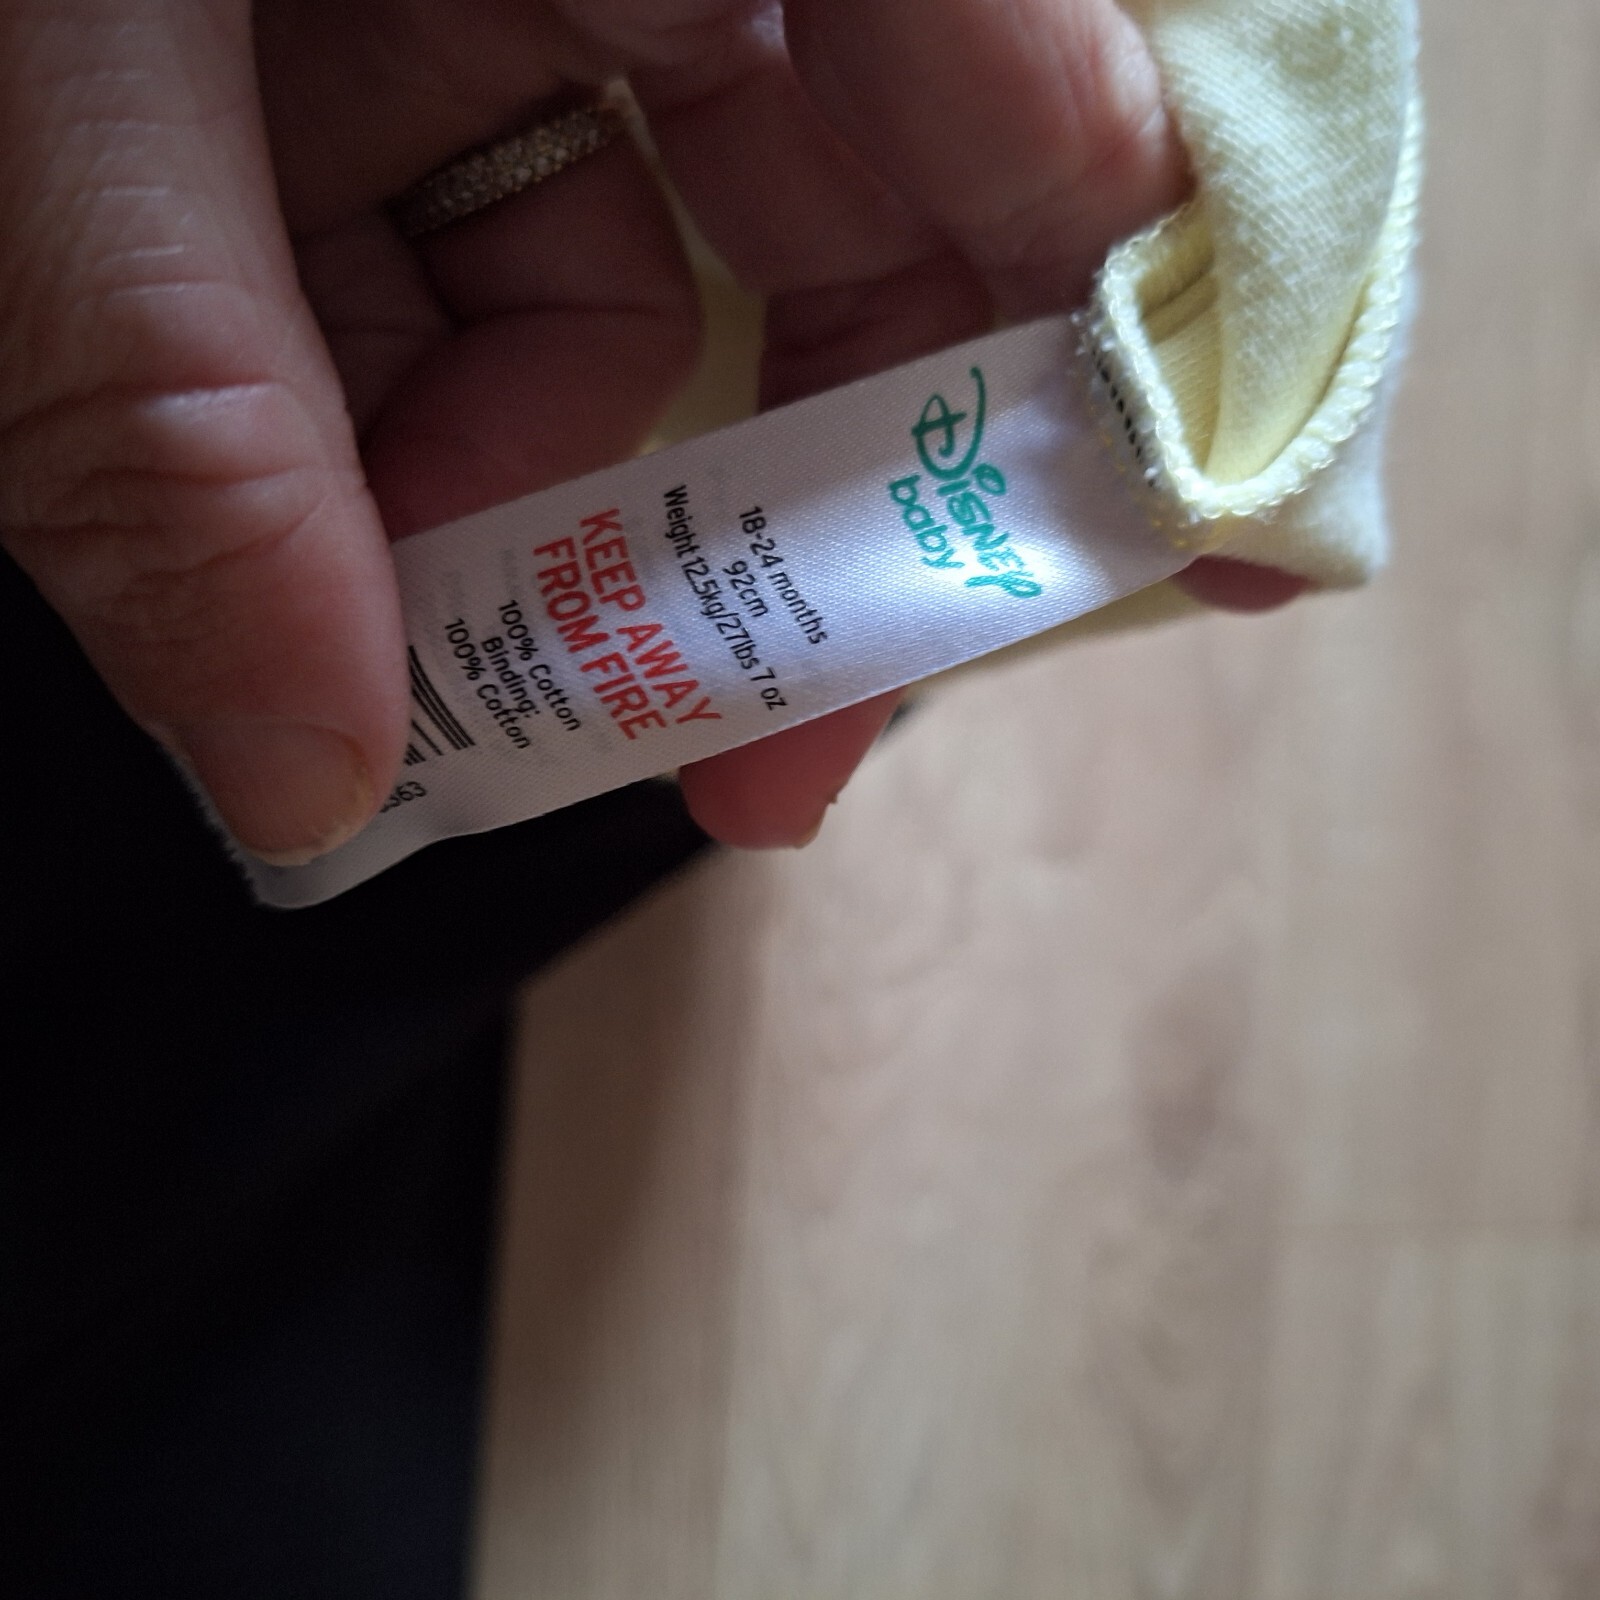 Disney
baby
18-24 months
92cm
Weight 12.5kg/27lbs 7 oz
KEEP AWAY
FROM FIRE
100% Cotton
Binding:
100% Cotton
363